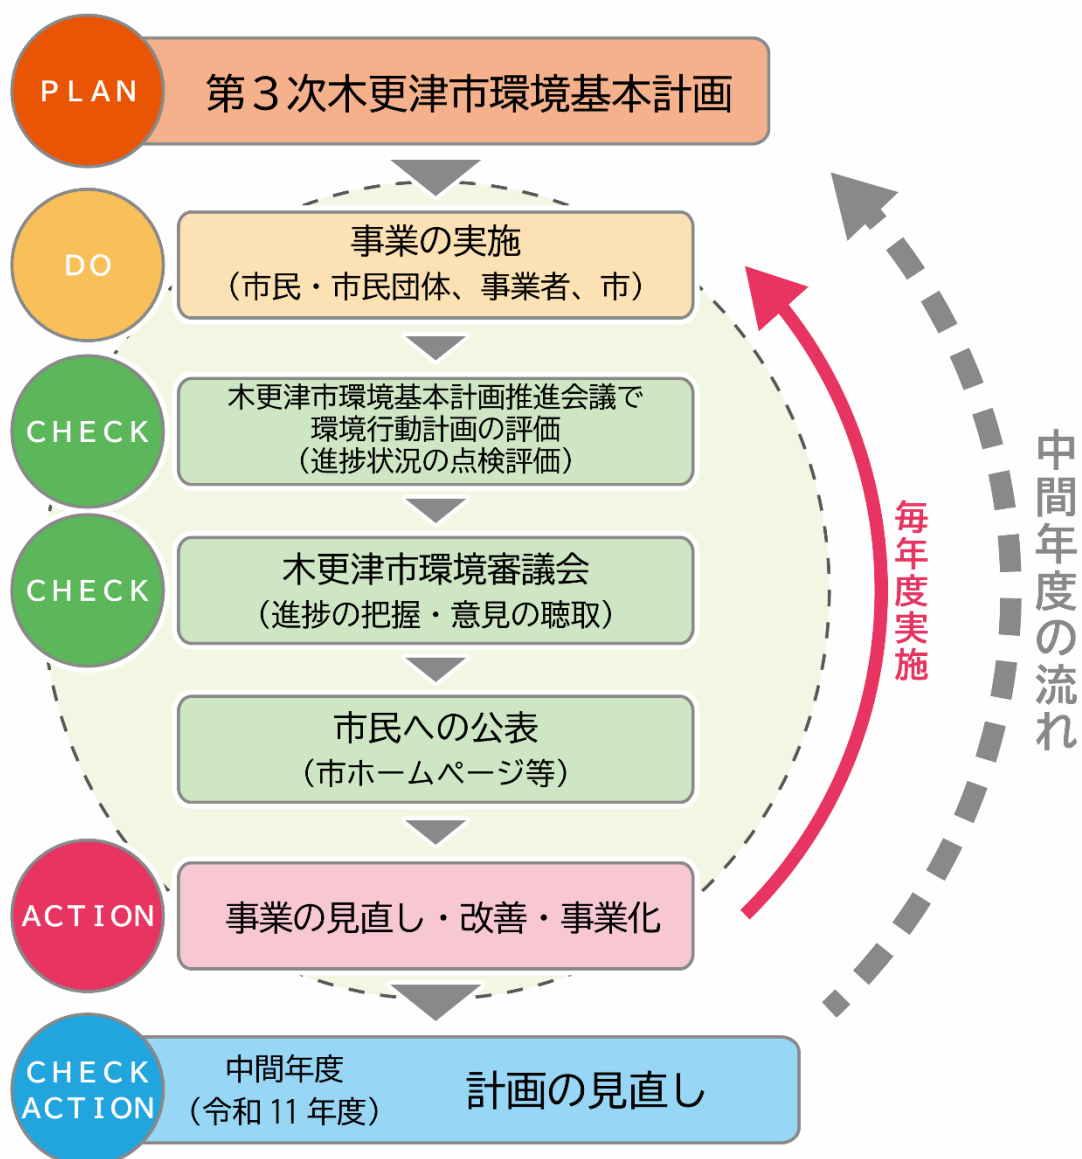 PLAN
第3次木更津市環境基本計画
DO
事業の実施
（市民・市民団体、事業者、市）
CHECK
木更津市環境基本計画推進会議で
環境行動計画の評価
（進捗状況の点検評価）
CHECK
木更津市環境審議会
（進捗の把握・意見の聴取）
市民への公表
（市ホームページ等）
ACTION
事業の見直し・改善・事業化
毎年度実施
中間年度の流れ
CHECK
ACTION
中間年度
（令和11年度）
計画の見直し